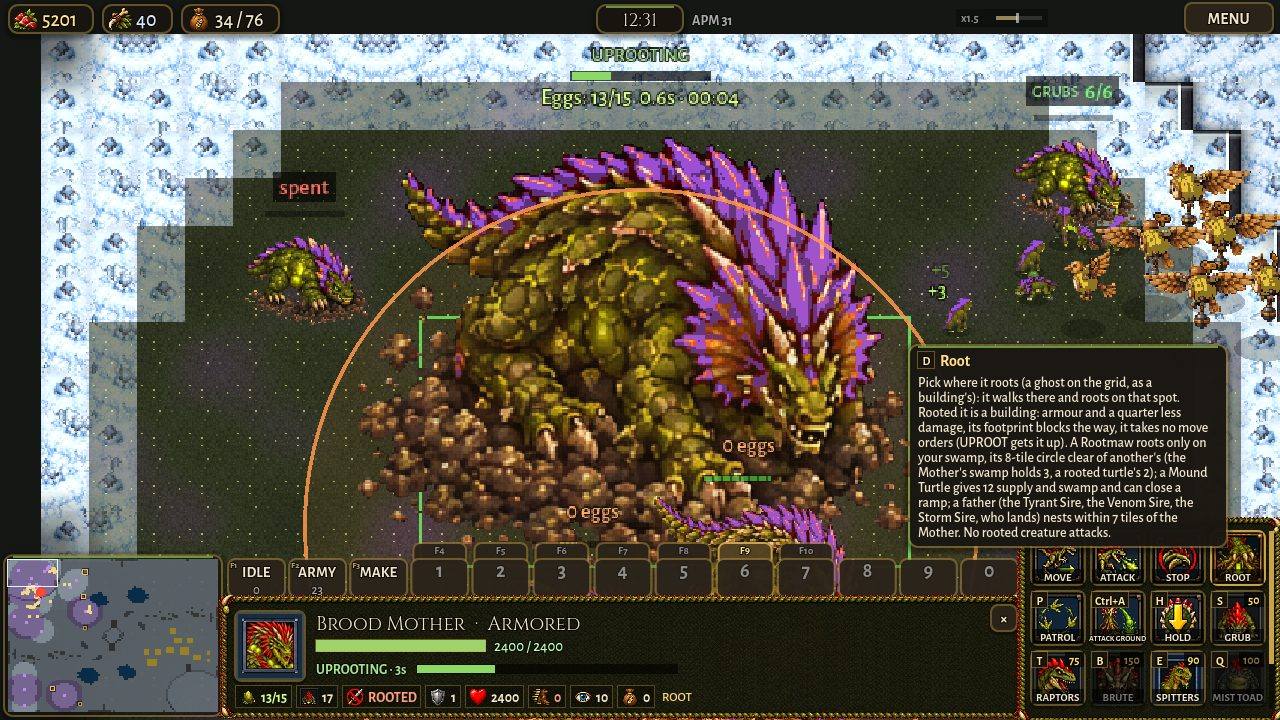 5201
40
34 / 76
12:31
APM 31
X1.5
MENU
UPROOTING
Eggs: 13/15 0.6s · 00:04
GRUBS 6/6
spent
+5
+3
0 eggs
0 eggs
D Root
Pick where it roots (a ghost on the grid, as a
building's): it walks there and roots on that spot.
Rooted it is a building: armour and a quarter less
damage, its footprint blocks the way, it takes no move
orders (UPROOT gets it up). A Rootmaw roots only on
your swamp, its 8-tile circle clear of another's (the
Mother's swamp holds 3, a rooted turtle's 2); a Mound
Turtle gives 12 supply and swamp and can close a
ramp; a father (the Tyrant Sire, the Venom Sire, the
Storm Sire, who lands) nests within 7 tiles of the
Mother. No rooted creature attacks.
F1 IDLE 0
F2 ARMY 23
F3 MAKE
F4 F5 F6 F7 F8 F9 F10
1 2 3 4 5 6 7 8 9 0
BROOD MOTHER · ARMORED
2400 / 2400
UPROOTING · 3s
13/15 17 ROOTED 1 2400 0 10 0 ROOT
×
MOVE ATTACK STOP ROOT
P PATROL Ctrl+A ATTACK GROUND H HOLD S 50 GRUB
T 75 RAPTORS B 150 BRUTE E 90 SPITTERS Q 100 MIST TOAD